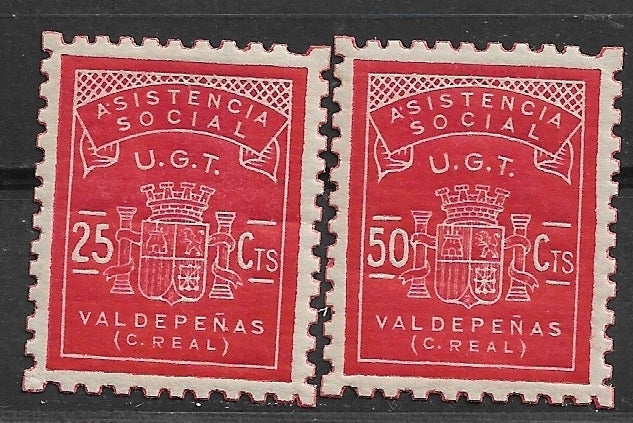 ASISTENCIA
SOCIAL
U.G.T.
25 CTS
VALDEPEÑAS
(C. REAL)
ASISTENCIA
SOCIAL
U.G.T.
50 CTS
VALDEPEÑAS
(C. REAL)